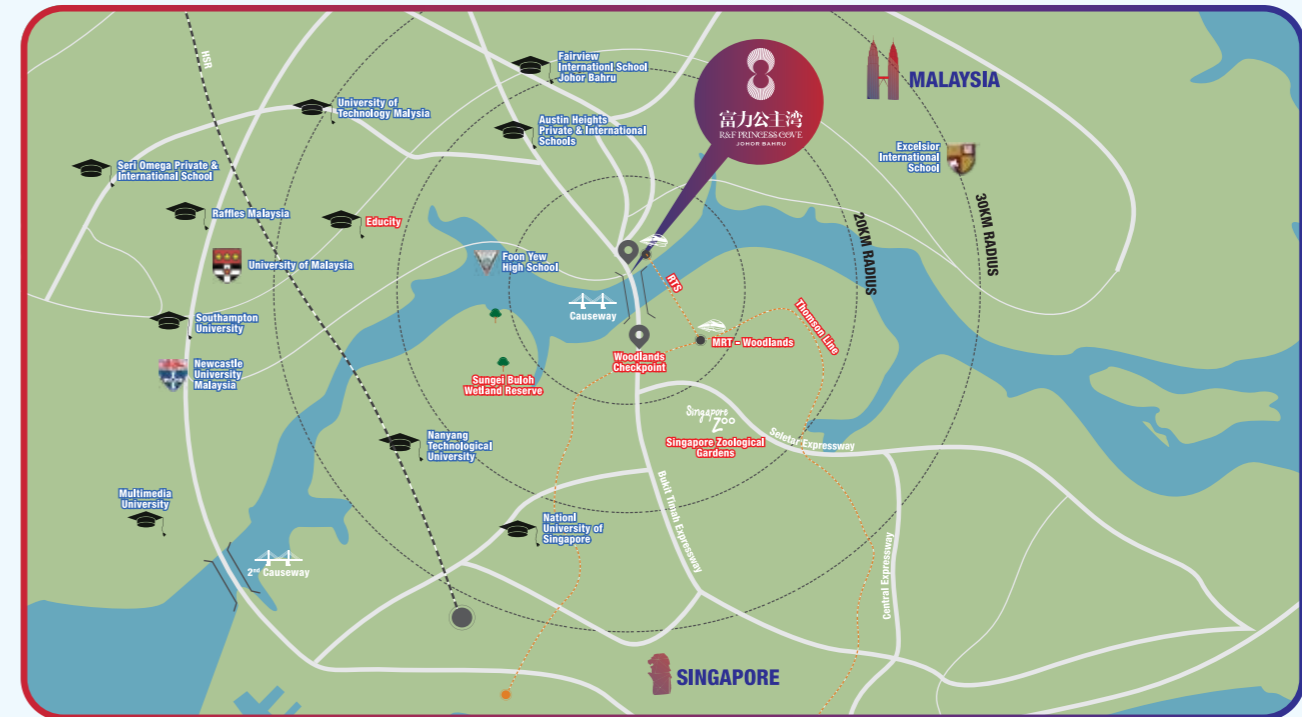 HSR
Fairview
Internationl School
Johor Bahru
University of
Technology Malysia
Austin Heights
Private & International
Schools
富力公主湾
R&F PRINCESS COVE
JOHOR BAHRU
MALAYSIA
Excelsior
International
School
Seri Omega Private &
International School
Raffles Malaysia
Educity
20KM RADIUS
30KM RADIUS
University of Malaysia
Foon Yew
High School
RTS
Causeway
Thomson Line
Southampton
University
Woodlands
Checkpoint
MRT – Woodlands
Newcastle
University
Malaysia
Sungei Buloh
Wetland Reserve
Singapore
Zoo
Singapore Zoological
Gardens
Seletar Expressway
Nanyang
Technological
University
Multimedia
University
Bukit Timah Expressway
Nationl
University of
Singapore
2nd Causeway
Central Expressway
SINGAPORE